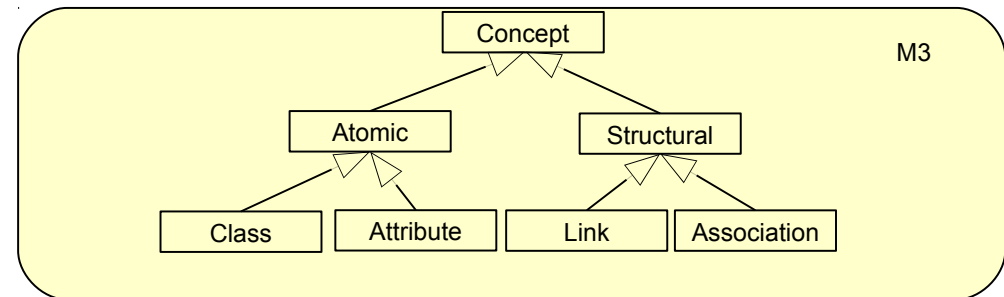 Concept
M3
Atomic
Structural
Class
Attribute
Link
Association